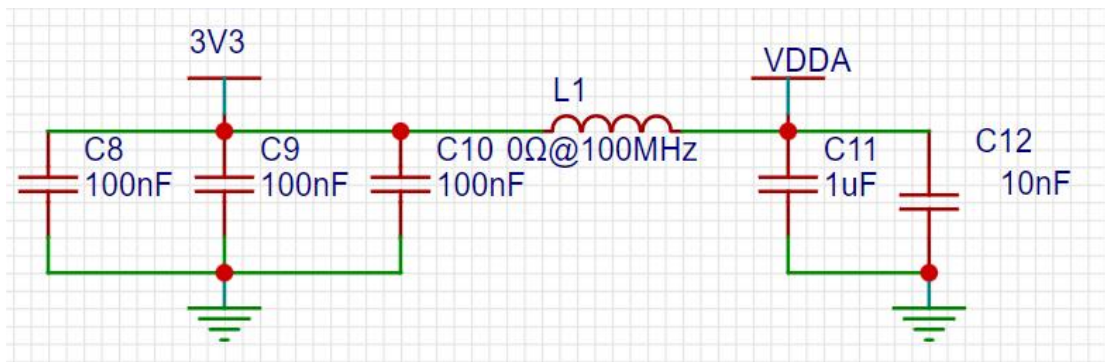 3V3
VDDA
L1
C8
100nF
C9
100nF
C10
100nF
0Ω@100MHz
C11
1uF
C12
10nF